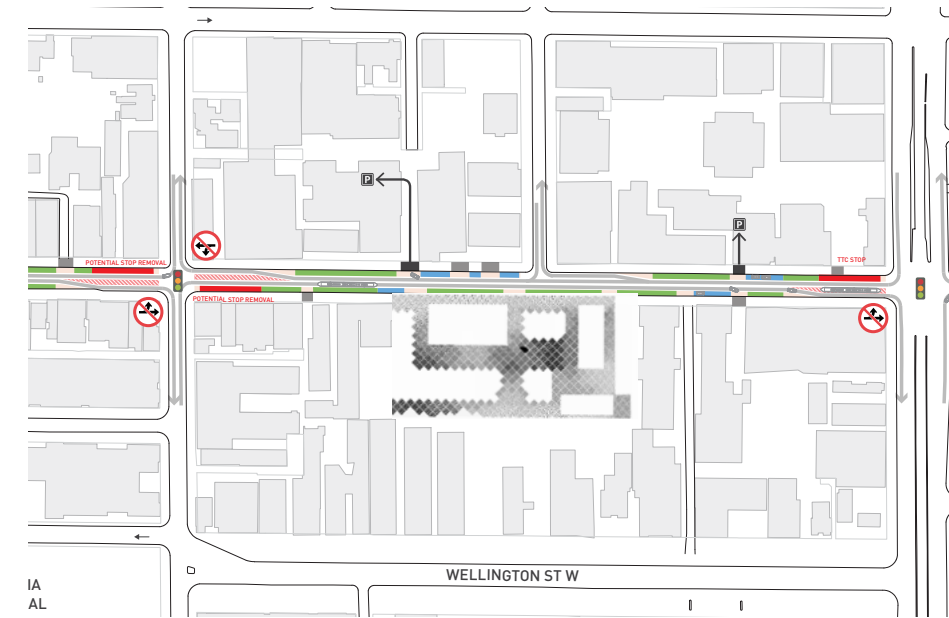 P
P
POTENTIAL STOP REMOVAL
TTC STOP
POTENTIAL STOP REMOVAL
WELLINGTON ST W
IA
AL